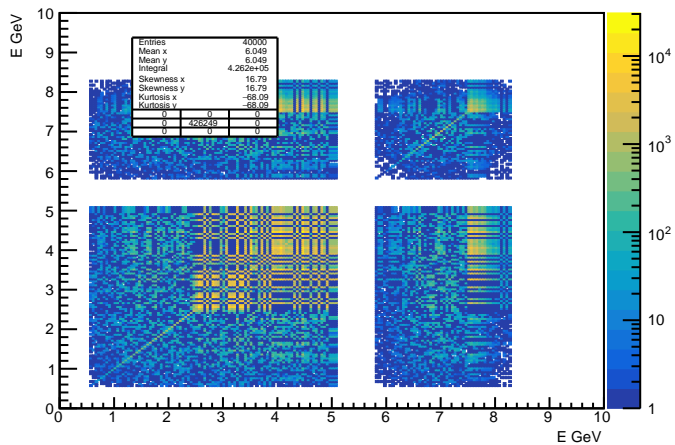 E GeV
10
9
8
7
6
5
4
3
2
1
0
Entries 40000
Mean x 6.049
Mean y 6.049
Integral 4.262e+05
Skewness x 16.79
Skewness y 16.79
Kurtosis x −68.09
Kurtosis y −68.09
0 0 0
0 426249 0
0 0 0
10⁴
10³
10²
10
1
0 1 2 3 4 5 6 7 8 9 10
E GeV